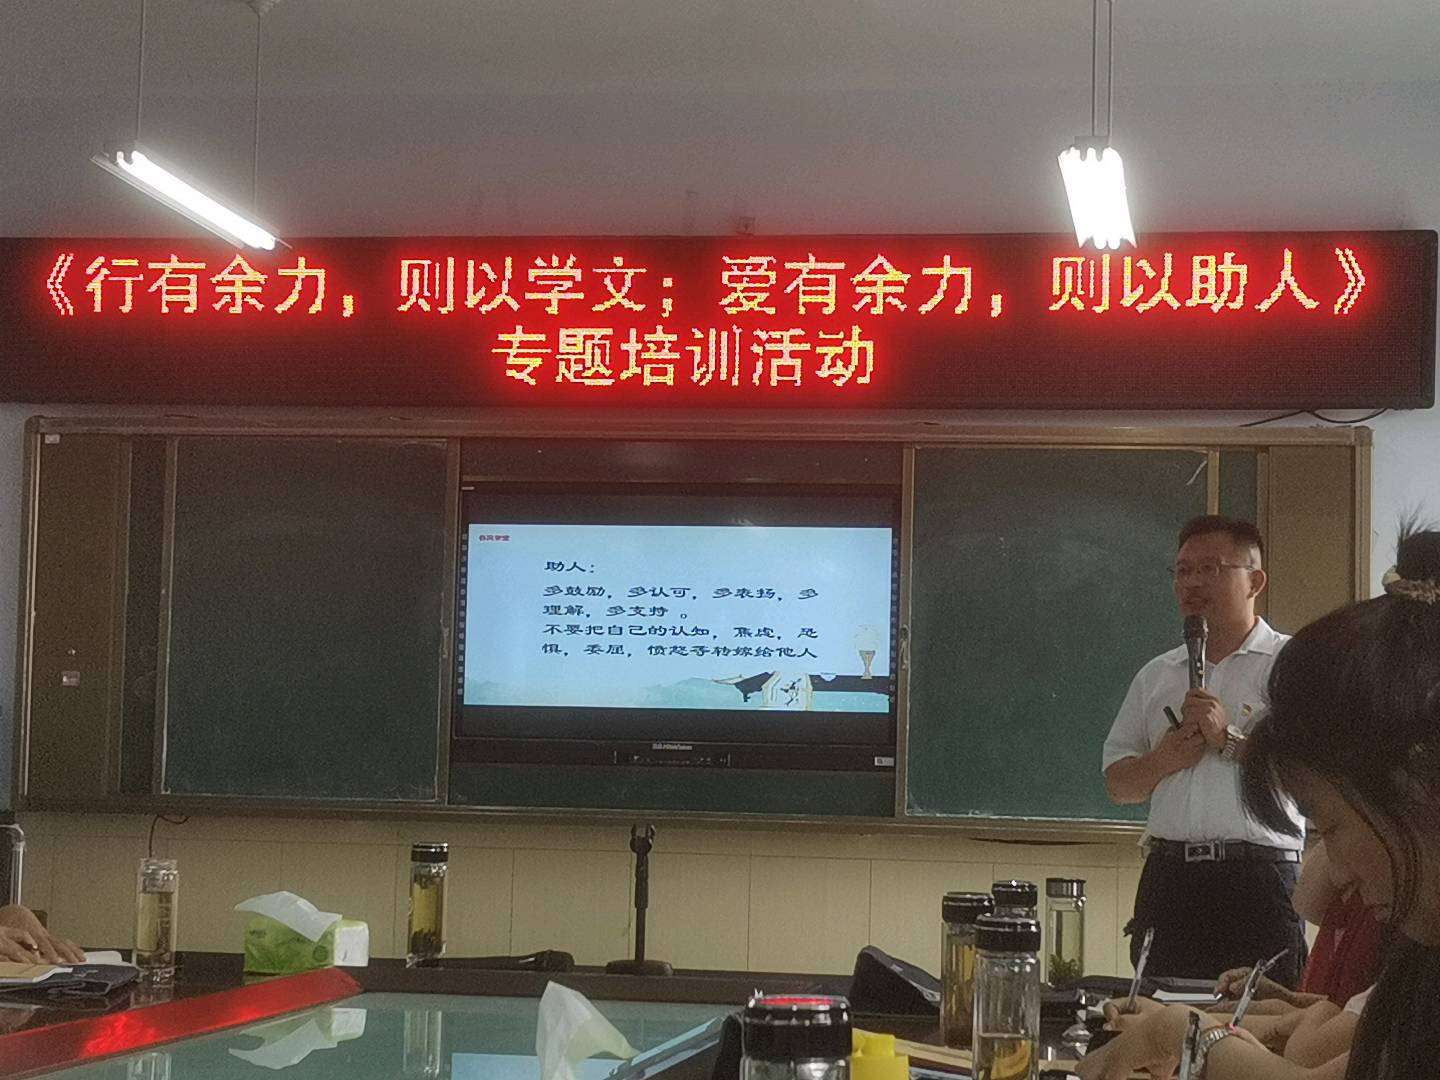 《行有余力，则以学文；爱有余力，则以助人》
专题培训活动
助人：
多鼓励，多认可，多表扬，多
理解，多支持 。
不要把自己的认知，焦虑，恐
惧，委屈，愤怒等转嫁给他人